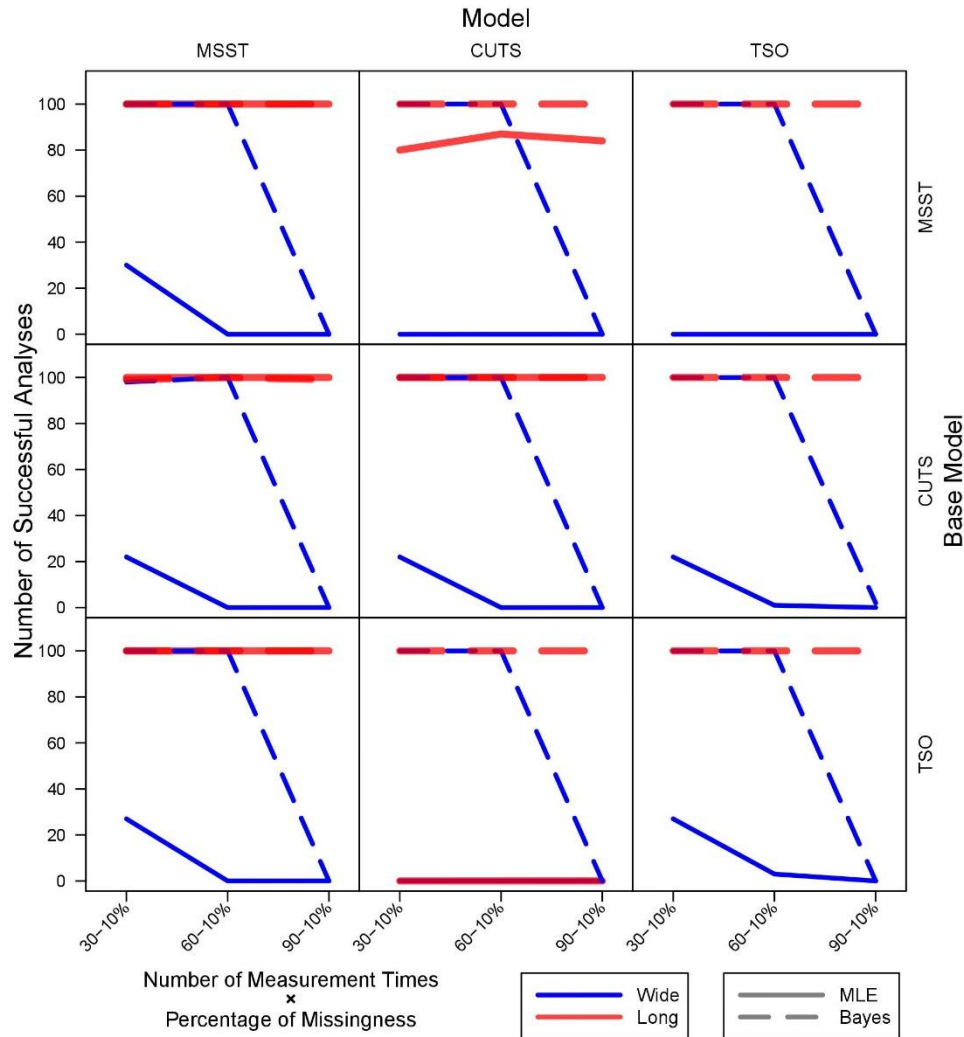 Model
MSST CUTS TSO
Number of Successful Analyses
100
80
60
40
20
0
MSST
100
80
60
40
20
0
CUTS
Base Model
100
80
60
40
20
0
TSO
30−10% 60−10% 90−10% 30−10% 60−10% 90−10% 30−10% 60−10% 90−10%
Number of Measurement Times
×
Percentage of Missingness
Wide
Long
MLE
Bayes